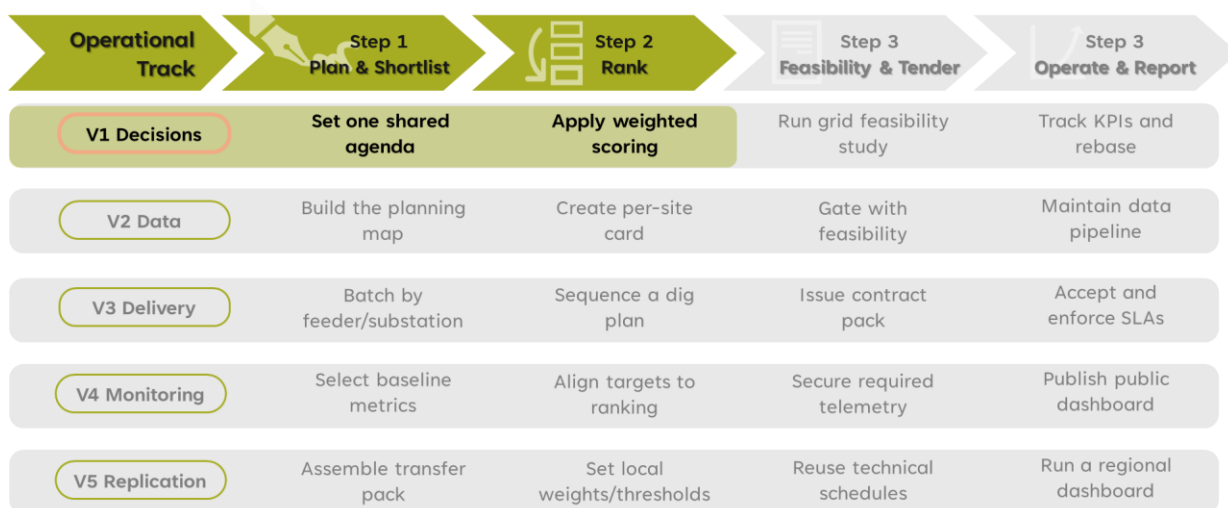 Operational
Track
Step 1
Plan & Shortlist
Step 2
Rank
Step 3
Feasibility & Tender
Step 3
Operate & Report
V1 Decisions
Set one shared
agenda
Apply weighted
scoring
Run grid feasibility
study
Track KPIs and
rebase
V2 Data
Build the planning
map
Create per-site
card
Gate with
feasibility
Maintain data
pipeline
V3 Delivery
Batch by
feeder/substation
Sequence a dig
plan
Issue contract
pack
Accept and
enforce SLAs
V4 Monitoring
Select baseline
metrics
Align targets to
ranking
Secure required
telemetry
Publish public
dashboard
V5 Replication
Assemble transfer
pack
Set local
weights/thresholds
Reuse technical
schedules
Run a regional
dashboard